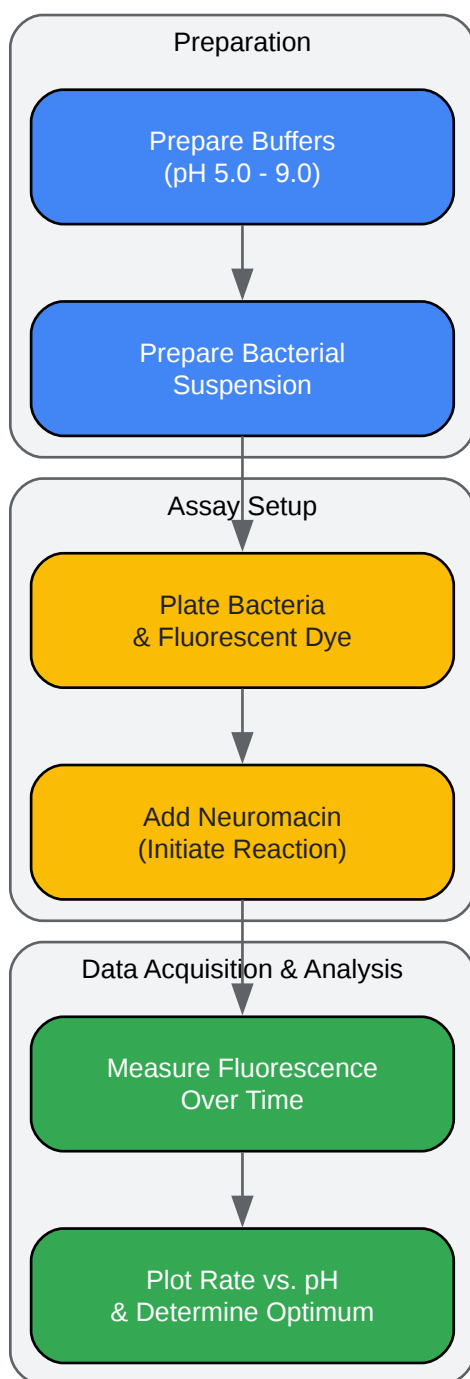 Preparation
Prepare Buffers
(pH 5.0 - 9.0)
Prepare Bacterial
Suspension
Assay Setup
Plate Bacteria
& Fluorescent Dye
Add Neuromacin
(Initiate Reaction)
Data Acquisition & Analysis
Measure Fluorescence
Over Time
Plot Rate vs. pH
& Determine Optimum